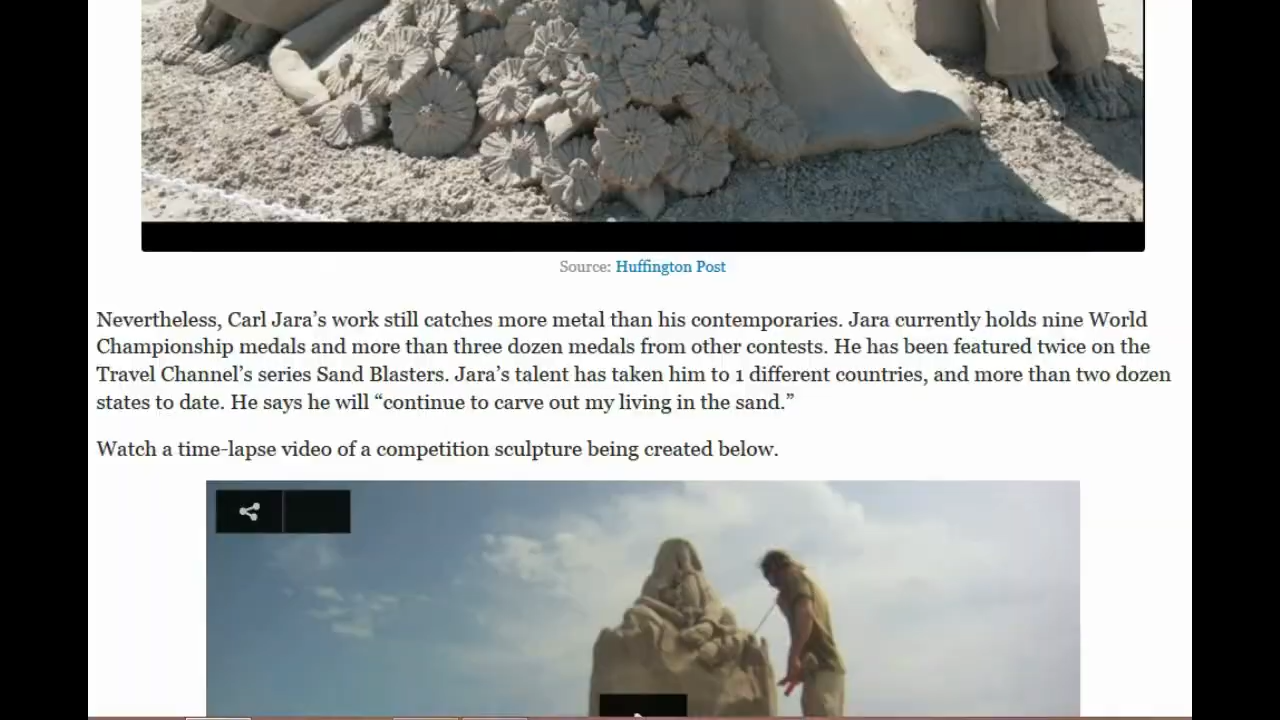 Source: Huffington Post
Nevertheless, Carl Jara’s work still catches more metal than his contemporaries. Jara currently holds nine World
Championship medals and more than three dozen medals from other contests. He has been featured twice on the
Travel Channel’s series Sand Blasters. Jara’s talent has taken him to 1 different countries, and more than two dozen
states to date. He says he will “continue to carve out my living in the sand.”
Watch a time-lapse video of a competition sculpture being created below.